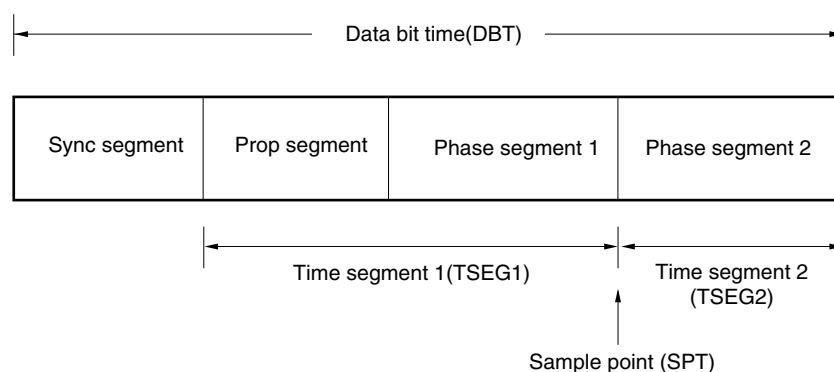 Data bit time(DBT)
Sync segment
Prop segment
Phase segment 1
Phase segment 2
Time segment 1(TSEG1)
Time segment 2
(TSEG2)
Sample point (SPT)